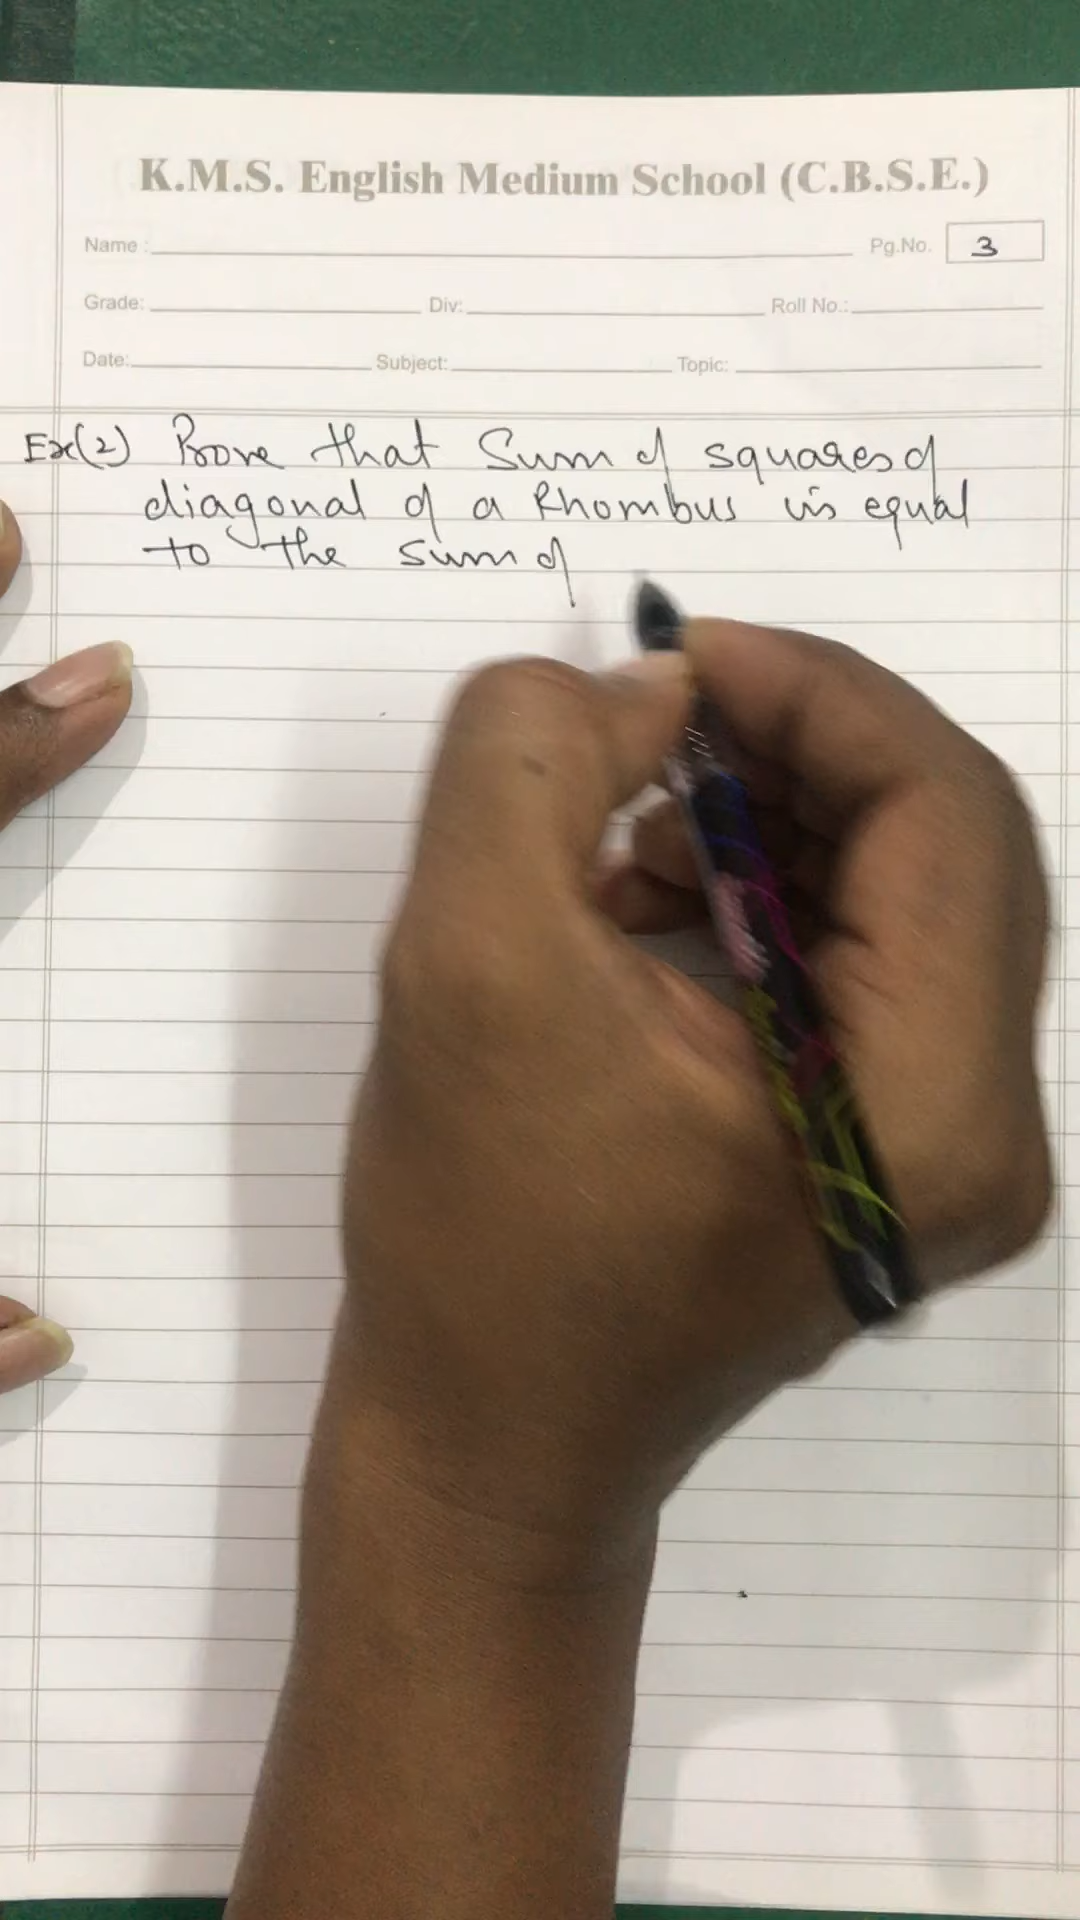 K.M.S. English Medium School (C.B.S.E.)
Name : Pg.No. 3
Grade: Div: Roll No.:
Date: Subject: Topic:
Ex(2) Prove that Sum of squares of
diagonal of a Rhombus is equal
to the sum of